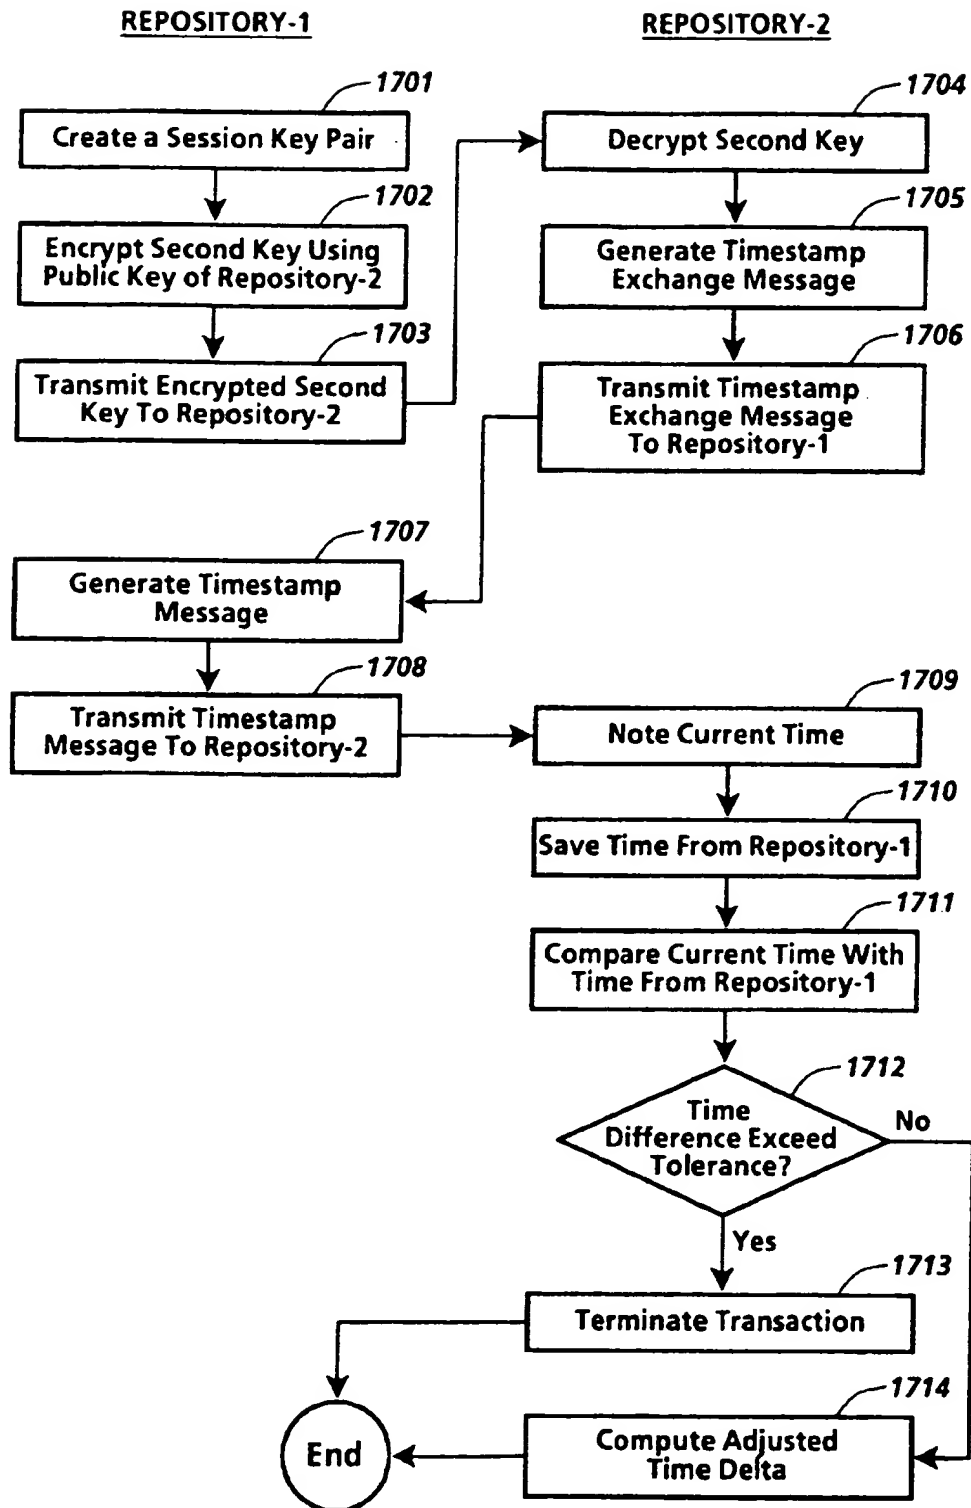 REPOSITORY-1
REPOSITORY-2
1701
Create a Session Key Pair
1702
Encrypt Second Key Using
Public Key of Repository-2
1703
Transmit Encrypted Second
Key To Repository-2
1704
Decrypt Second Key
1705
Generate Timestamp
Exchange Message
1706
Transmit Timestamp
Exchange Message
To Repository-1
1707
Generate Timestamp
Message
1708
Transmit Timestamp
Message To Repository-2
1709
Note Current Time
1710
Save Time From Repository-1
1711
Compare Current Time With
Time From Repository-1
1712
Time
Difference Exceed
Tolerance?
No
Yes
1713
Terminate Transaction
1714
Compute Adjusted
Time Delta
End